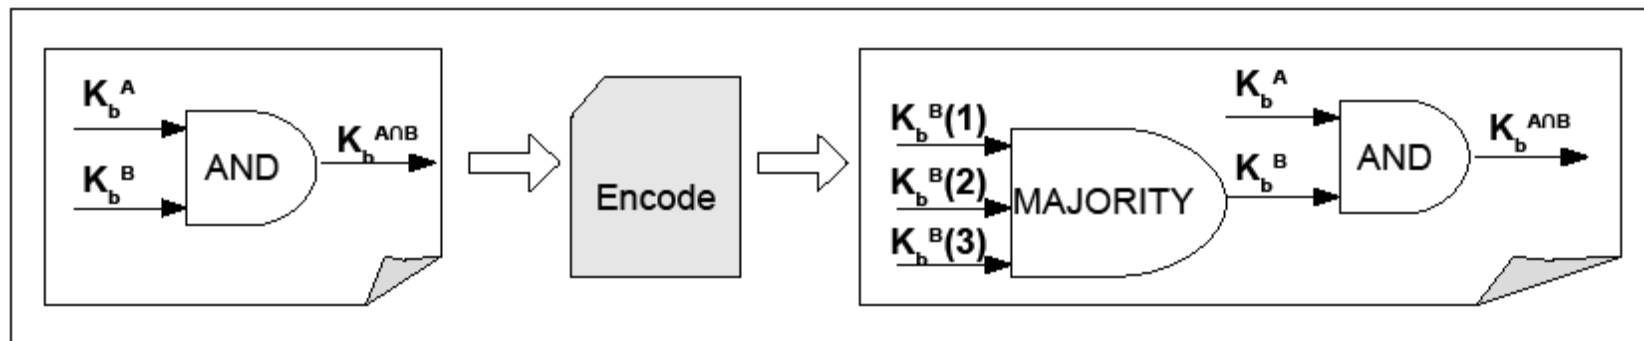 K_b^A
K_b^B
AND
K_b^{A∩B}
Encode
K_b^B(1)
K_b^B(2)
K_b^B(3)
MAJORITY
K_b^A
K_b^B
AND
K_b^{A∩B}